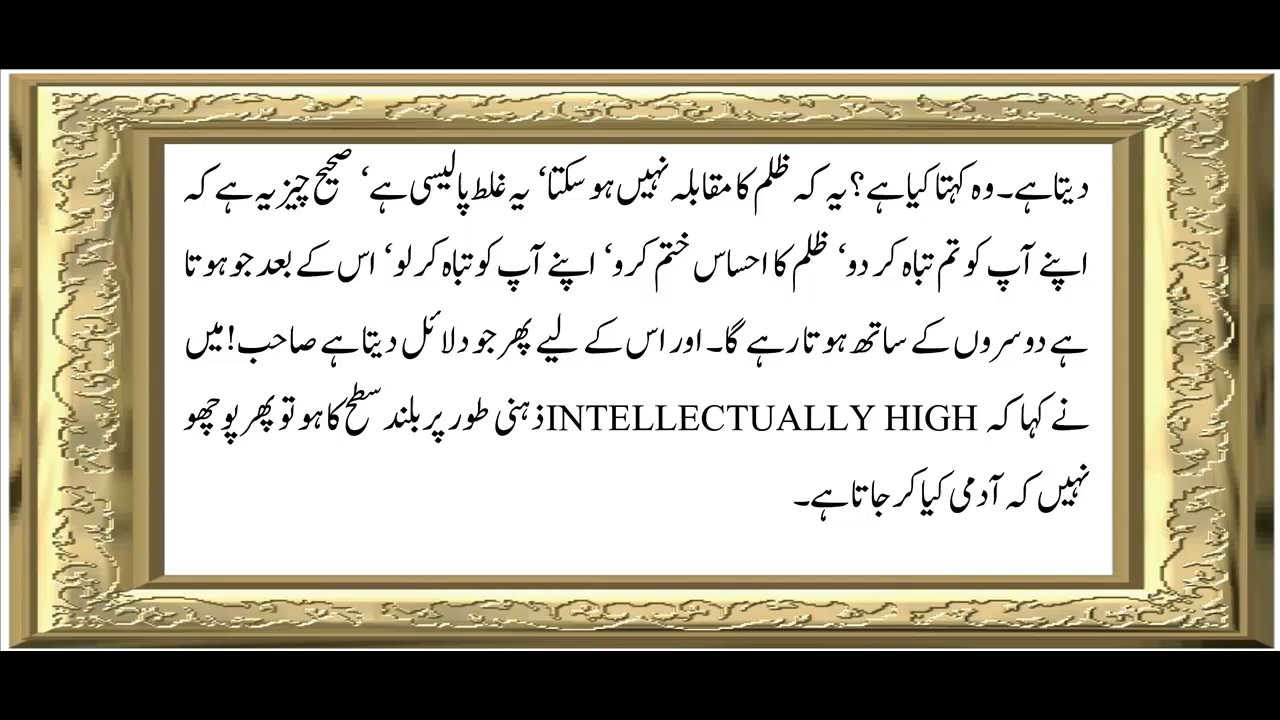 دیتا ہے۔ وہ کہتا کیا ہے؟ یہ کہ ظلم کا مقابلہ نہیں ہو سکتا‘ یہ غلط پالیسی ہے‘ صحیح چیز یہ ہے کہ
اپنے آپ کو تم تباہ کر دو‘ ظلم کا احساس ختم کرو‘ اپنے آپ کو تباہ کر لو‘ اس کے بعد جو ہوتا
ہے دوسروں کے ساتھ ہوتا رہے گا۔ اور اس کے لیے پھر جو دلائل دیتا ہے صاحب! میں
نے کہا کہ INTELLECTUALLY HIGH ذہنی طور پر بلند سطح کا ہو تو پھر پوچھو
نہیں کہ آدمی کیا کر جاتا ہے۔